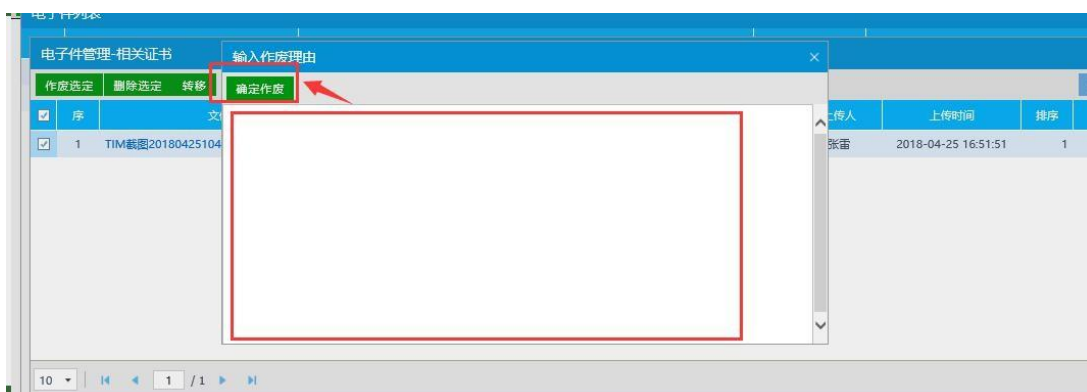 电子件列表
电子件管理-相关证书
输入作废理由
作废选定 删除选定 转移
确定作废
序
上传时间
排序
1 TIM截图20180425104
张雷 2018-04-25 16:51:51 1
10
1 / 1